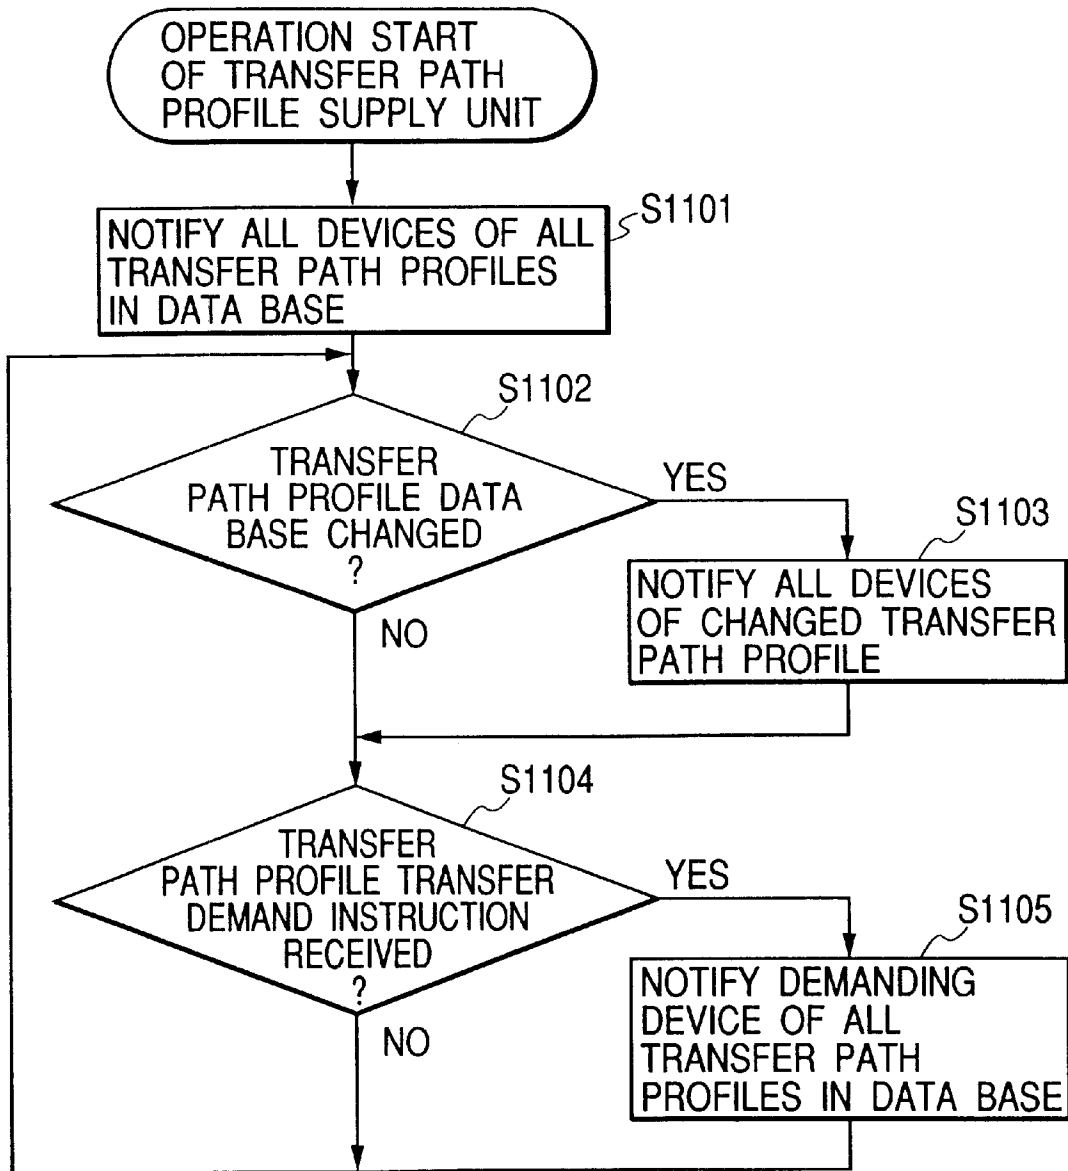 OPERATION START
OF TRANSFER PATH
PROFILE SUPPLY UNIT
S1101
NOTIFY ALL DEVICES OF ALL
TRANSFER PATH PROFILES
IN DATA BASE
S1102
TRANSFER
PATH PROFILE DATA
BASE CHANGED
?
YES
NO
S1103
NOTIFY ALL DEVICES
OF CHANGED TRANSFER
PATH PROFILE
S1104
TRANSFER
PATH PROFILE TRANSFER
DEMAND INSTRUCTION
RECEIVED
?
YES
NO
S1105
NOTIFY DEMANDING
DEVICE OF ALL
TRANSFER PATH
PROFILES IN DATA BASE